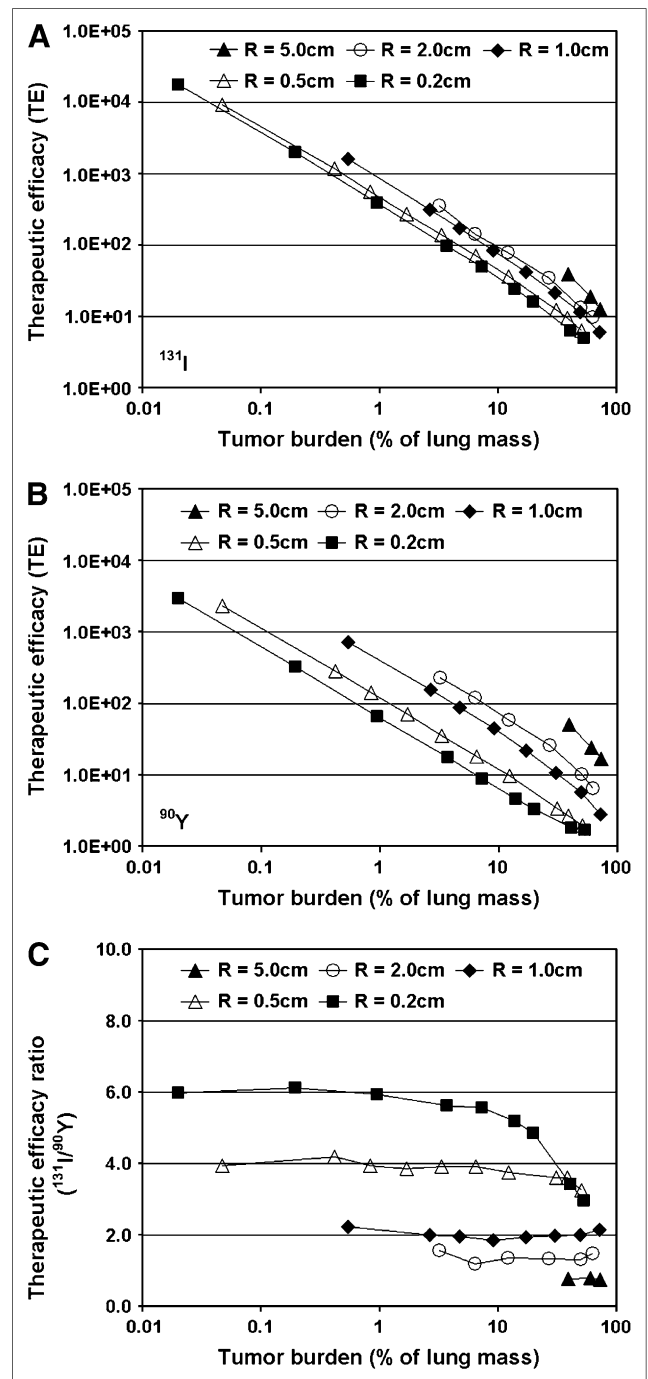 A
Therapeutic efficacy (TE)
1.0E+05
1.0E+04
1.0E+03
1.0E+02
1.0E+01
1.0E+00
R = 5.0cm R = 2.0cm R = 1.0cm
R = 0.5cm R = 0.2cm
¹³¹I
0.01 0.1 1 10 100
Tumor burden (% of lung mass)
B
Therapeutic efficacy (TE)
1.0E+05
1.0E+04
1.0E+03
1.0E+02
1.0E+01
1.0E+00
R = 5.0cm R = 2.0cm R = 1.0cm
R = 0.5cm R = 0.2cm
⁹⁰Y
0.01 0.1 1 10 100
Tumor burden (% of lung mass)
C
Therapeutic efficacy ratio
(¹³¹I/⁹⁰Y)
10.0
8.0
6.0
4.0
2.0
0.0
R = 5.0cm R = 2.0cm R = 1.0cm
R = 0.5cm R = 0.2cm
0.01 0.1 1 10 100
Tumor burden (% of lung mass)